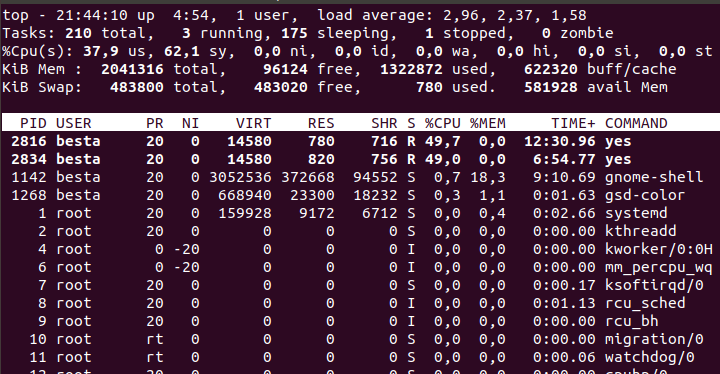 top - 21:44:10 up  4:54,  1 user,  load average: 2,96, 2,37, 1,58
Tasks: 210 total,   3 running, 175 sleeping,   1 stopped,   0 zombie
%Cpu(s): 37,9 us, 62,1 sy,  0,0 ni,  0,0 id,  0,0 wa,  0,0 hi,  0,0 si,  0,0 st
KiB Mem :  2041316 total,    96124 free,  1322872 used,   622320 buff/cache
KiB Swap:   483800 total,   483020 free,      780 used.   581928 avail Mem
PID USER      PR  NI    VIRT    RES    SHR S %CPU %MEM     TIME+ COMMAND
2816 besta     20   0   14580    780    716 R 49,7  0,0  12:30.96 yes
2834 besta     20   0   14580    820    756 R 49,0  0,0   6:54.77 yes
1142 besta     20   0 3052536 372668  94552 S  0,7 18,3   9:10.69 gnome-shell
1268 besta     20   0  668940  23300  18232 S  0,3  1,1   0:01.63 gsd-color
1 root      20   0  159928   9172   6712 S  0,0  0,4   0:02.66 systemd
2 root      20   0       0      0      0 S  0,0  0,0   0:00.00 kthreadd
4 root       0 -20       0      0      0 I  0,0  0,0   0:00.00 kworker/0:0H
6 root       0 -20       0      0      0 I  0,0  0,0   0:00.00 mm_percpu_wq
7 root      20   0       0      0      0 S  0,0  0,0   0:00.17 ksoftirqd/0
8 root      20   0       0      0      0 I  0,0  0,0   0:01.13 rcu_sched
9 root      20   0       0      0      0 I  0,0  0,0   0:00.00 rcu_bh
10 root      rt   0       0      0      0 S  0,0  0,0   0:00.00 migration/0
11 root      rt   0       0      0      0 S  0,0  0,0   0:00.06 watchdog/0